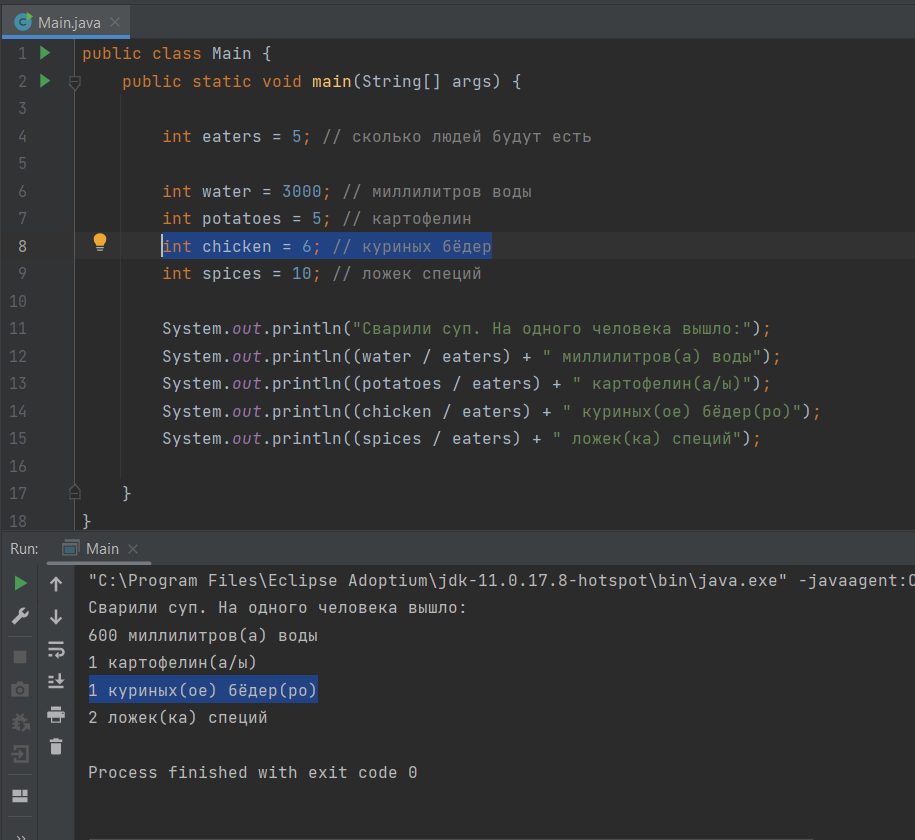 Main.java
1 public class Main {
2 public static void main(String[] args) {
3
4 int eaters = 5; // сколько людей будут есть
5
6 int water = 3000; // миллилитров воды
7 int potatoes = 5; // картофелин
8 int chicken = 6; // куриных бёдер
9 int spices = 10; // ложек специй
10
11 System.out.println("Сварили суп. На одного человека вышло:");
12 System.out.println((water / eaters) + " миллилитров(а) воды");
13 System.out.println((potatoes / eaters) + " картофелин(а/ы)");
14 System.out.println((chicken / eaters) + " куриных(ое) бёдер(ро)");
15 System.out.println((spices / eaters) + " ложек(ка) специй");
16
17 }
18 }
Run: Main
"C:\Program Files\Eclipse Adoptium\jdk-11.0.17.8-hotspot\bin\java.exe" -javaagent:
Сварили суп. На одного человека вышло:
600 миллилитров(а) воды
1 картофелин(а/ы)
1 куриных(ое) бёдер(ро)
2 ложек(ка) специй
Process finished with exit code 0